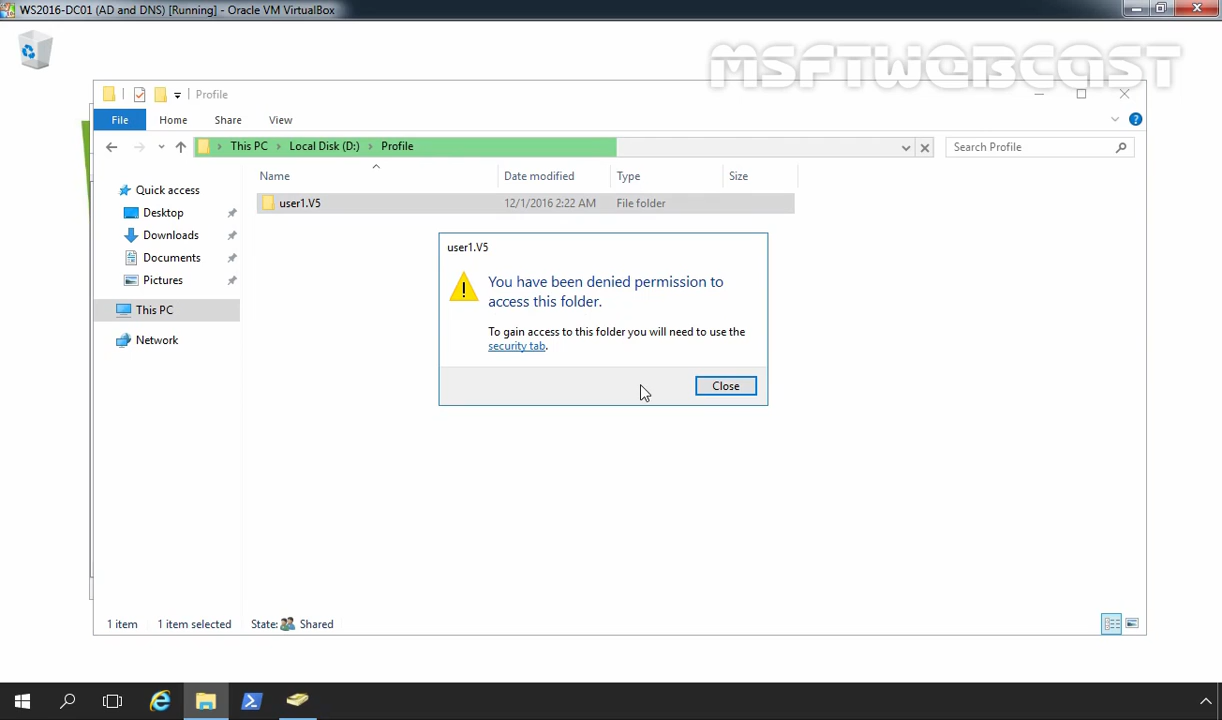 WS2016-DC01 (AD and DNS) [Running] - Oracle VM VirtualBox
MSFTWEBCAST
Profile
File Home Share View
This PC Local Disk (D:) Profile
Search Profile
Name Date modified Type Size
Quick access
user1.V5 12/1/2016 2:22 AM File folder
Desktop
Downloads
Documents
Pictures
This PC
Network
user1.V5
You have been denied permission to
access this folder.
To gain access to this folder you will need to use the
security tab.
Close
1 item 1 item selected State: Shared